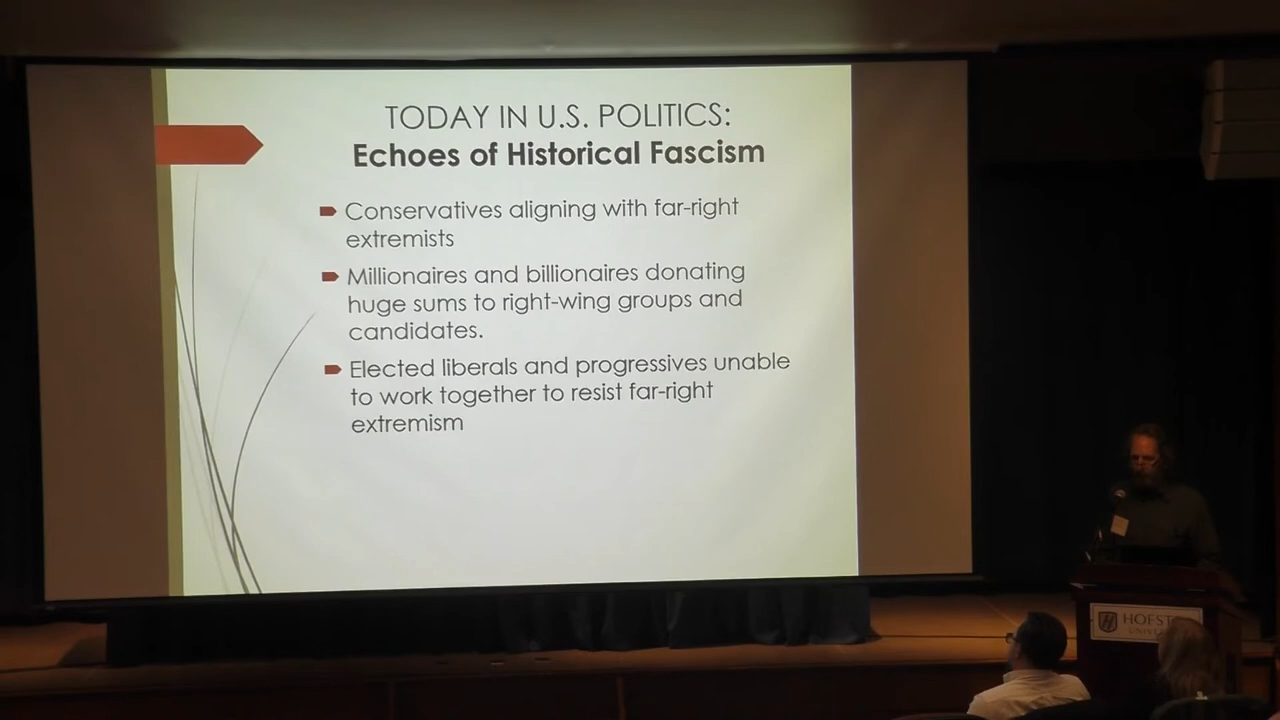 TODAY IN U.S. POLITICS:
Echoes of Historical Fascism
Conservatives aligning with far-right
extremists
Millionaires and billionaires donating
huge sums to right-wing groups and
candidates.
Elected liberals and progressives unable
to work together to resist far-right
extremism